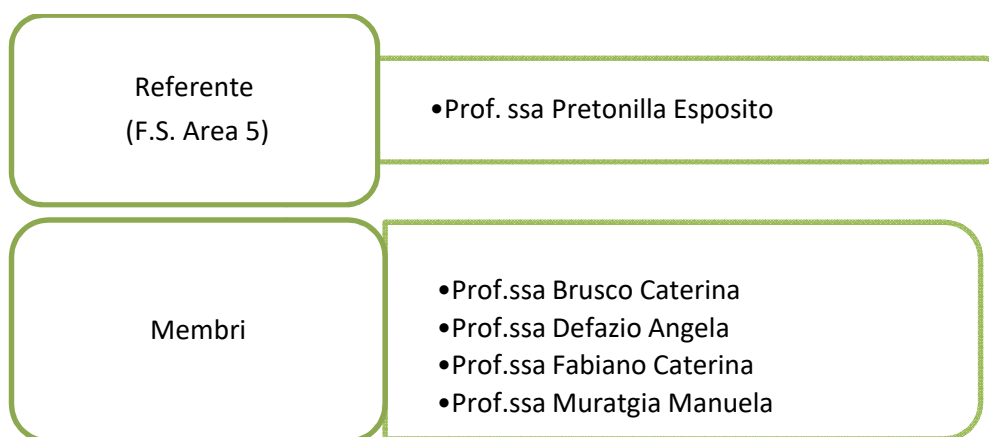 Referente
(F.S. Area 5)
•Prof. ssa Pretonilla Esposito
Membri
•Prof.ssa Brusco Caterina
•Prof.ssa Defazio Angela
•Prof.ssa Fabiano Caterina
•Prof.ssa Muratgia Manuela